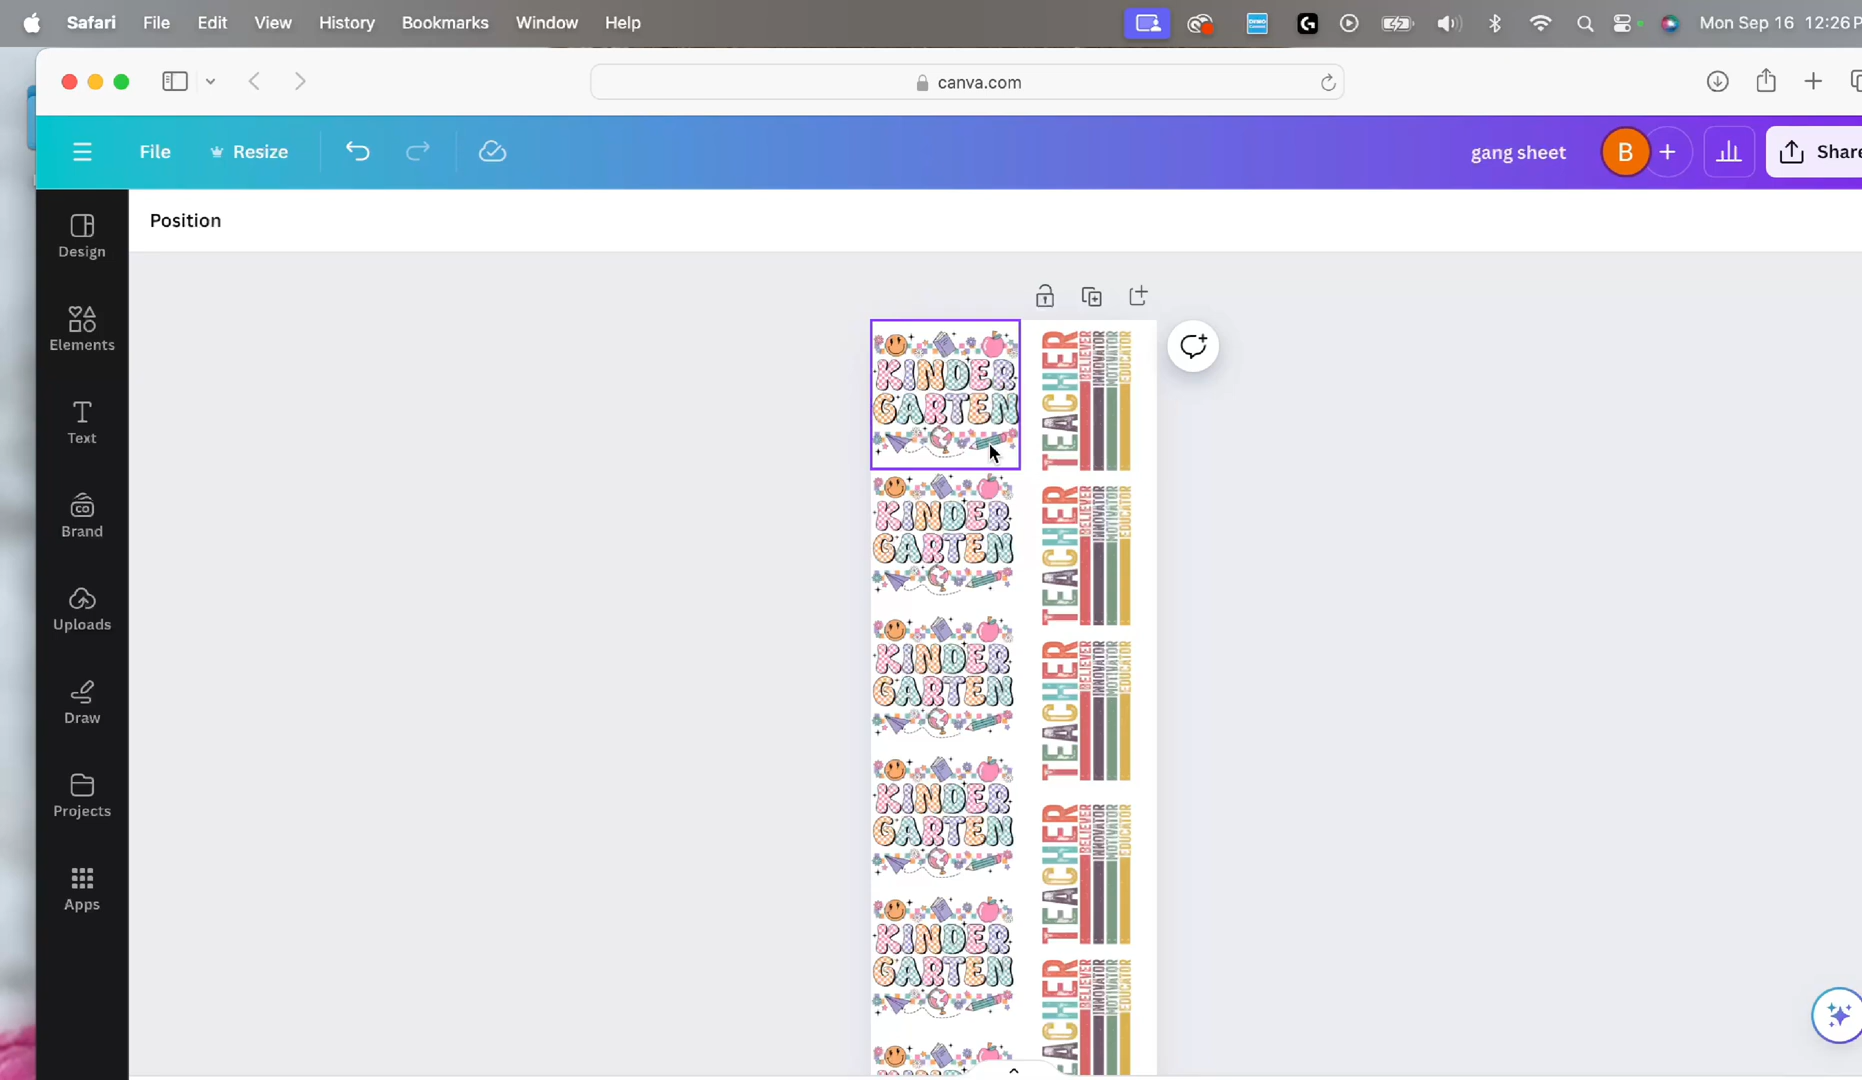 Safari File Edit View History Bookmarks Window Help Mon Sep 16 12:26 P
canva.com
File Resize gang sheet B Share
Position
Design
Elements
Text
Brand
Uploads
Draw
Projects
Apps
KINDER
GARTEN
KINDER
GARTEN
KINDER
GARTEN
KINDER
GARTEN
KINDER
GARTEN
TEACHER
BELIEVER
INNOVATOR
MOTIVATOR
EDUCATOR
TEACHER
BELIEVER
INNOVATOR
MOTIVATOR
EDUCATOR
TEACHER
BELIEVER
INNOVATOR
MOTIVATOR
EDUCATOR
TEACHER
BELIEVER
INNOVATOR
MOTIVATOR
EDUCATOR
TEACHER
BELIEVER
INNOVATOR
MOTIVATOR
EDUCATOR